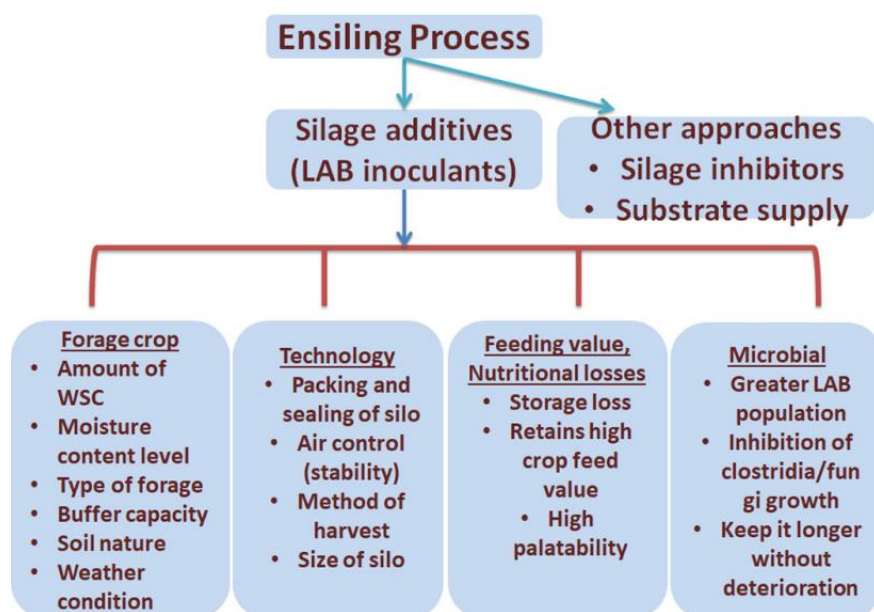 Ensiling Process
Silage additives
(LAB inoculants)
Other approaches
• Silage inhibitors
• Substrate supply
Forage crop
• Amount of
WSC
• Moisture
content level
• Type of forage
• Buffer capacity
• Soil nature
• Weather
condition
Technology
• Packing and
sealing of silo
• Air control
(stability)
• Method of
harvest
• Size of silo
Feeding value,
Nutritional losses
• Storage loss
• Retains high
crop feed
value
• High
palatability
Microbial
• Greater LAB
population
• Inhibition of
clostridia/fun
gi growth
• Keep it longer
without
deterioration